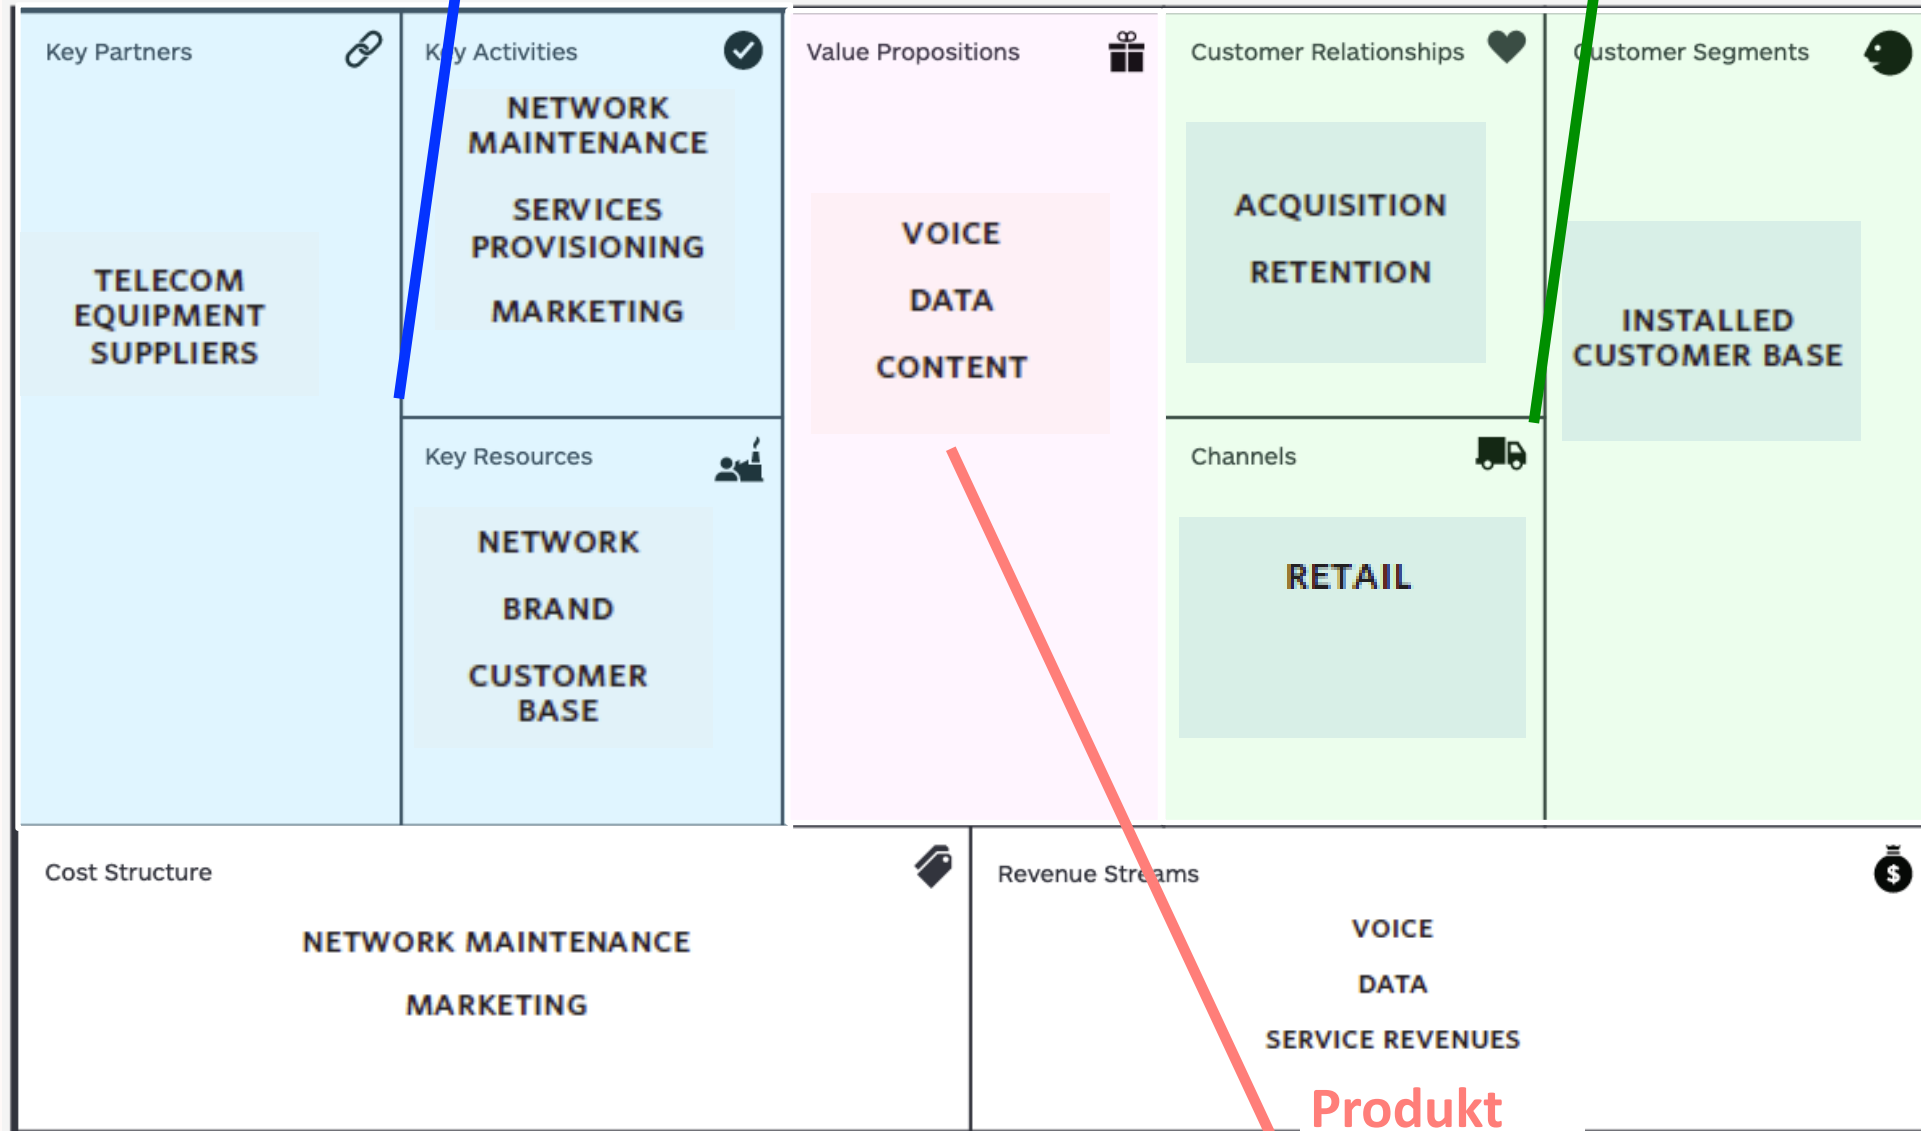 Key Partners
TELECOM
EQUIPMENT
SUPPLIERS
Key Activities
NETWORK
MAINTENANCE
SERVICES
PROVISIONING
MARKETING
Key Resources
NETWORK
BRAND
CUSTOMER
BASE
Value Propositions
VOICE
DATA
CONTENT
Customer Relationships
ACQUISITION
RETENTION
Channels
RETAIL
Customer Segments
INSTALLED
CUSTOMER BASE
Cost Structure
NETWORK MAINTENANCE
MARKETING
Revenue Streams
$
VOICE
DATA
SERVICE REVENUES
Produkt